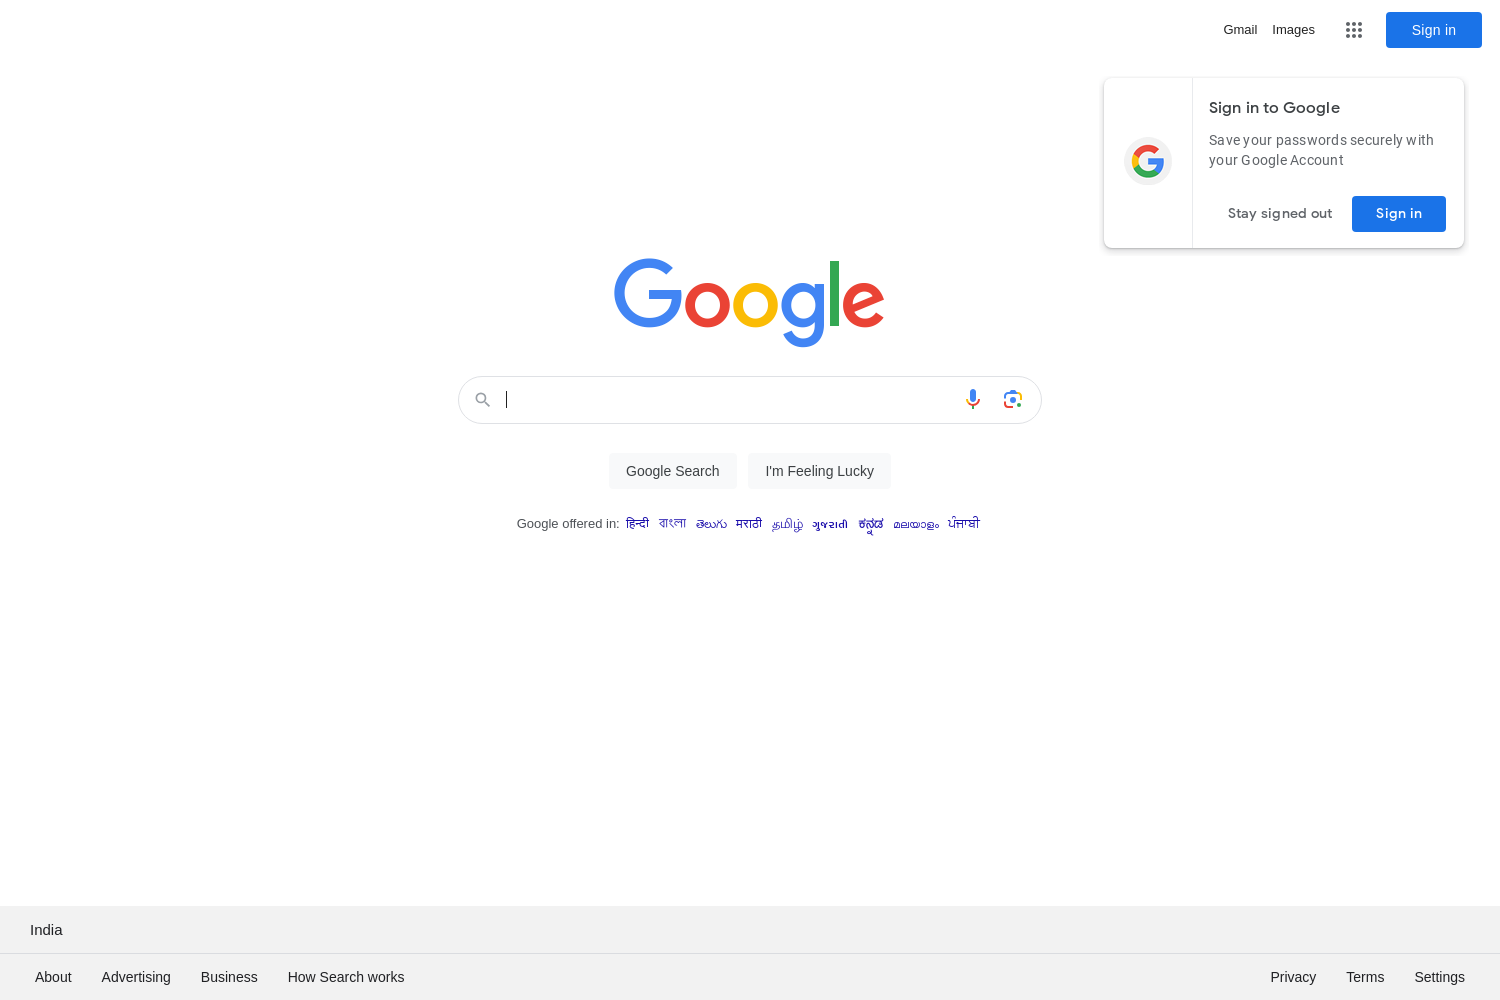 Gmail Images Sign in
Sign in to Google
Save your passwords securely with
your Google Account
Stay signed out Sign in
Google
Google Search I'm Feeling Lucky
Google offered in: हिन्दी বাংলা తెలుగు मराठी தமிழ் ગુજરાતી ಕನ್ನಡ മലയാളം ਪੰਜਾਬੀ
India
About Advertising Business How Search works Privacy Terms Settings